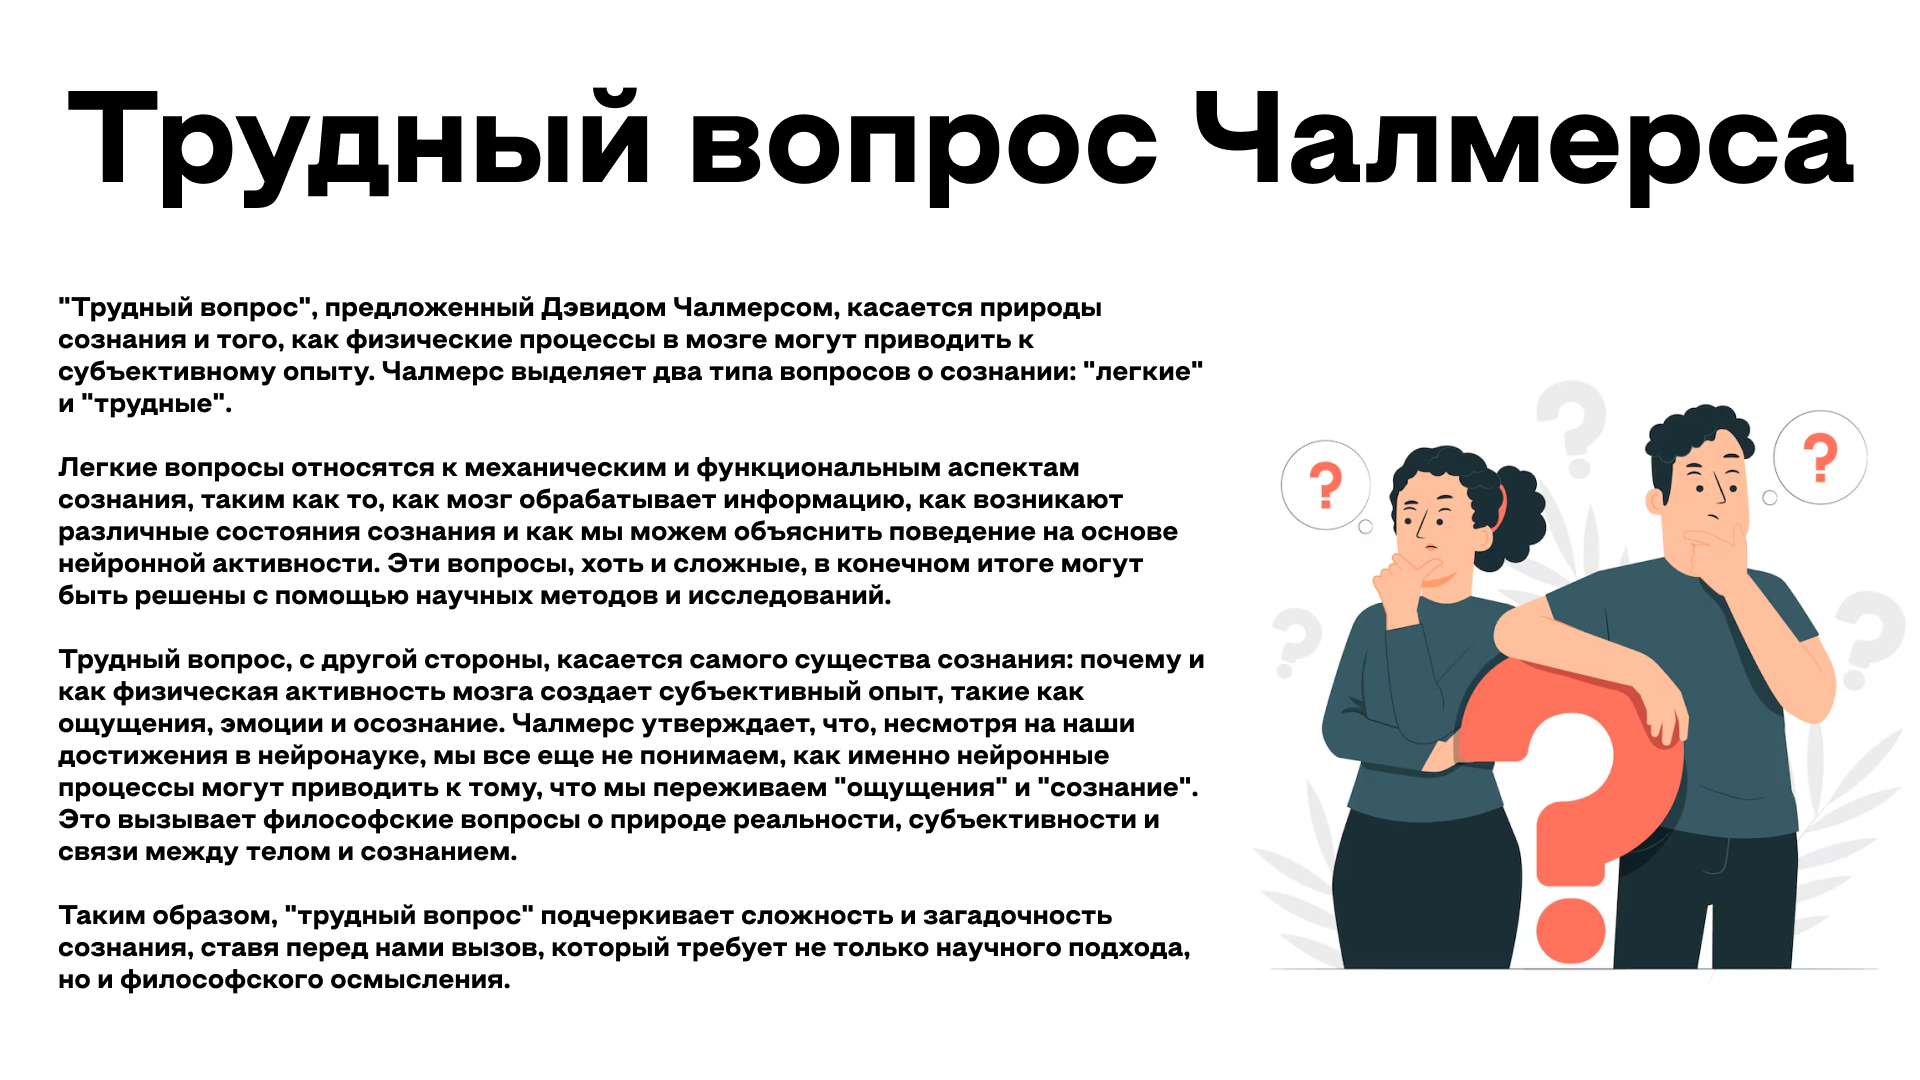 Трудный вопрос Чалмерса
"Трудный вопрос", предложенный Дэвидом Чалмерсом, касается природы
сознания и того, как физические процессы в мозге могут приводить к
субъективному опыту. Чалмерс выделяет два типа вопросов о сознании: "легкие"
и "трудные".
Легкие вопросы относятся к механическим и функциональным аспектам
сознания, таким как то, как мозг обрабатывает информацию, как возникают
различные состояния сознания и как мы можем объяснить поведение на основе
нейронной активности. Эти вопросы, хоть и сложные, в конечном итоге могут
быть решены с помощью научных методов и исследований.
Трудный вопрос, с другой стороны, касается самого существа сознания: почему и
как физическая активность мозга создает субъективный опыт, такие как
ощущения, эмоции и осознание. Чалмерс утверждает, что, несмотря на наши
достижения в нейронауке, мы все еще не понимаем, как именно нейронные
процессы могут приводить к тому, что мы переживаем "ощущения" и "сознание".
Это вызывает философские вопросы о природе реальности, субъективности и
связи между телом и сознанием.
Таким образом, "трудный вопрос" подчеркивает сложность и загадочность
сознания, ставя перед нами вызов, который требует не только научного подхода,
но и философского осмысления.